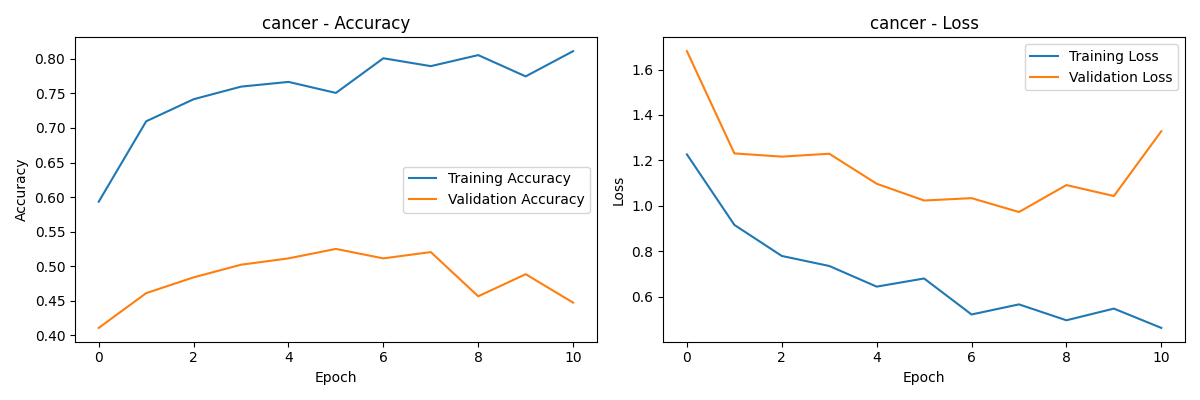 cancer - Accuracy
0.80
0.75
0.70
0.65
0.60
0.55
0.50
0.45
0.40
Accuracy
Training Accuracy
Validation Accuracy
0 2 4 6 8 10
Epoch
cancer - Loss
1.6
1.4
1.2
1.0
0.8
0.6
Loss
Training Loss
Validation Loss
0 2 4 6 8 10
Epoch